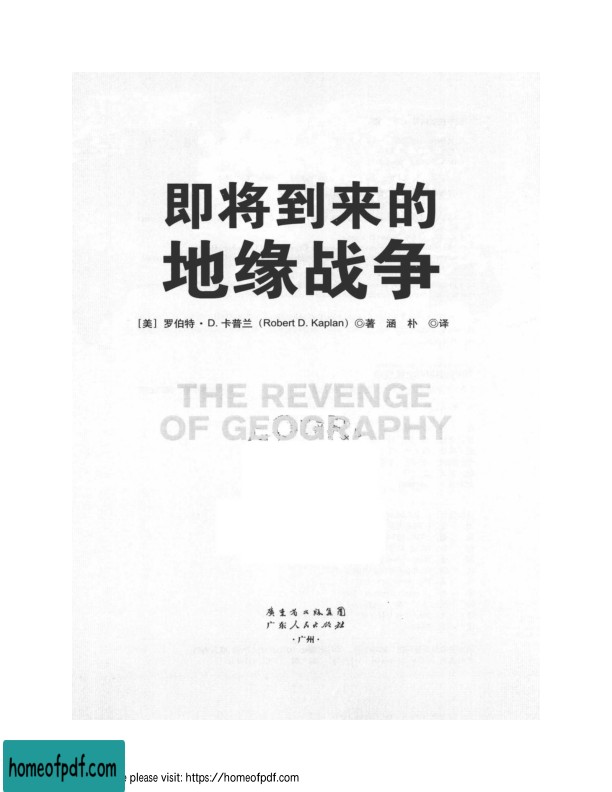 即将到来的
地缘战争
［美］罗伯特·D. 卡普兰（Robert D. Kaplan）◎著 涵 朴 ◎译
THE REVENGE
OF GEOGRAPHY
广东省出版集团
广东人民出版社
·广州·
homeofpdf.com
e please visit: https://homeofpdf.com